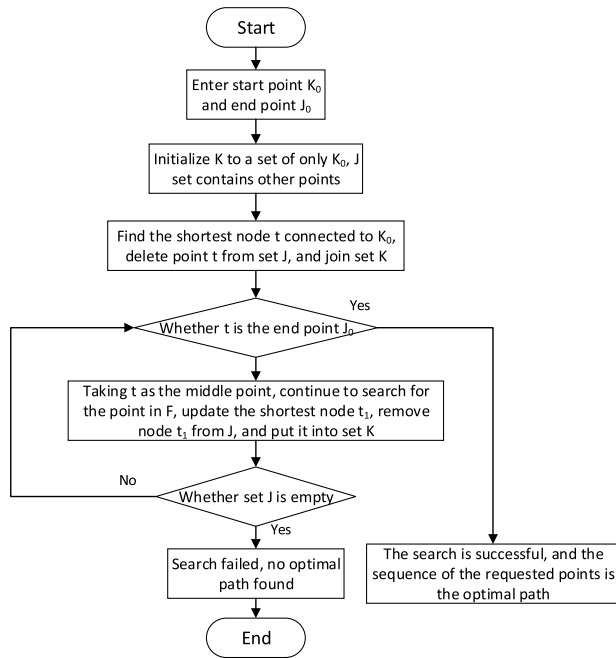 Start
Enter start point K₀
and end point J₀
Initialize K to a set of only K₀, J
set contains other points
Find the shortest node t connected to K₀,
delete point t from set J, and join set K
Yes
Whether t is the end point J₀
Taking t as the middle point, continue to search for
the point in F, update the shortest node t₁, remove
node t₁ from J, and put it into set K
No
Whether set J is empty
Yes
Search failed, no optimal
path found
The search is successful, and the
sequence of the requested points is
the optimal path
End